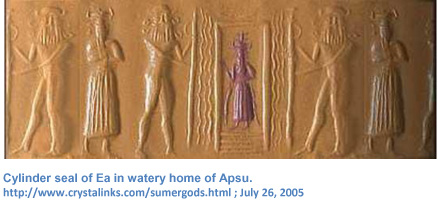 Cylinder seal of Ea in watery home of Apsu.
http://www.crystalinks.com/sumergods.html ; July 26, 2005